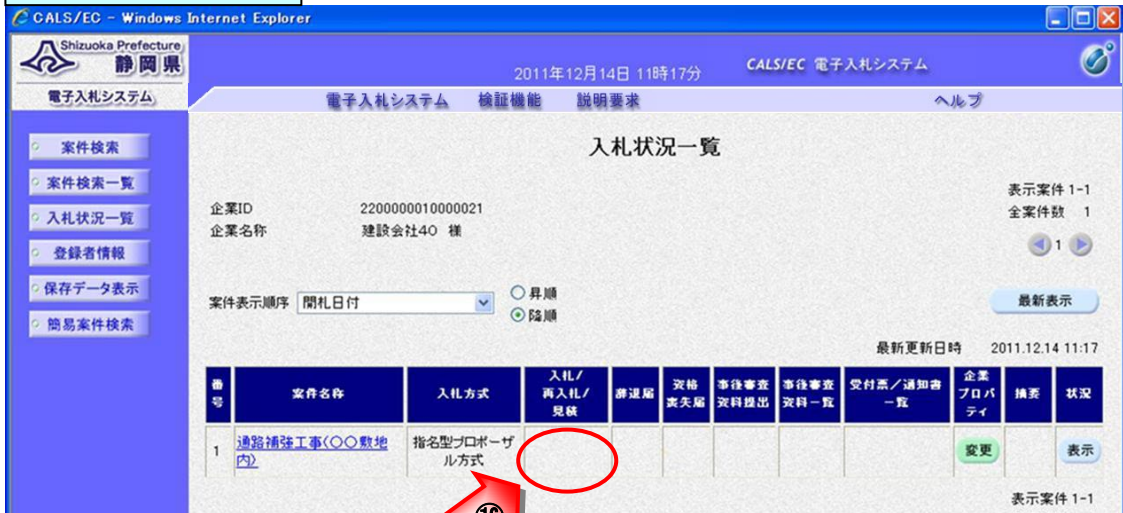 CALS/EC - Windows Internet Explorer
Shizuoka Prefecture
静岡県
電子入札システム
2011年12月14日 11時17分
CALS/EC 電子入札システム
電子入札システム 検証機能 説明要求 ヘルプ
案件検索
案件検索一覧
入札状況一覧
登録者情報
保存データ表示
簡易案件検索
入札状況一覧
表示案件 1-1
全案件数 1
1
企業ID 2200000010000021
企業名称 建設会社40 様
案件表示順序 開札日付
昇順
降順
最新表示
最新更新日時 2011.12.14 11:17
番号 案件名称 入札方式 入札/再入札/見積 辞退届 資格喪失届 事後審査資料提出 事後審査資料一覧 受付票/通知書一覧 企業プロパティ 摘要 状況
1 通路補強工事(〇〇敷地内) 指名型プロポーザル方式 変更 表示
表示案件 1-1